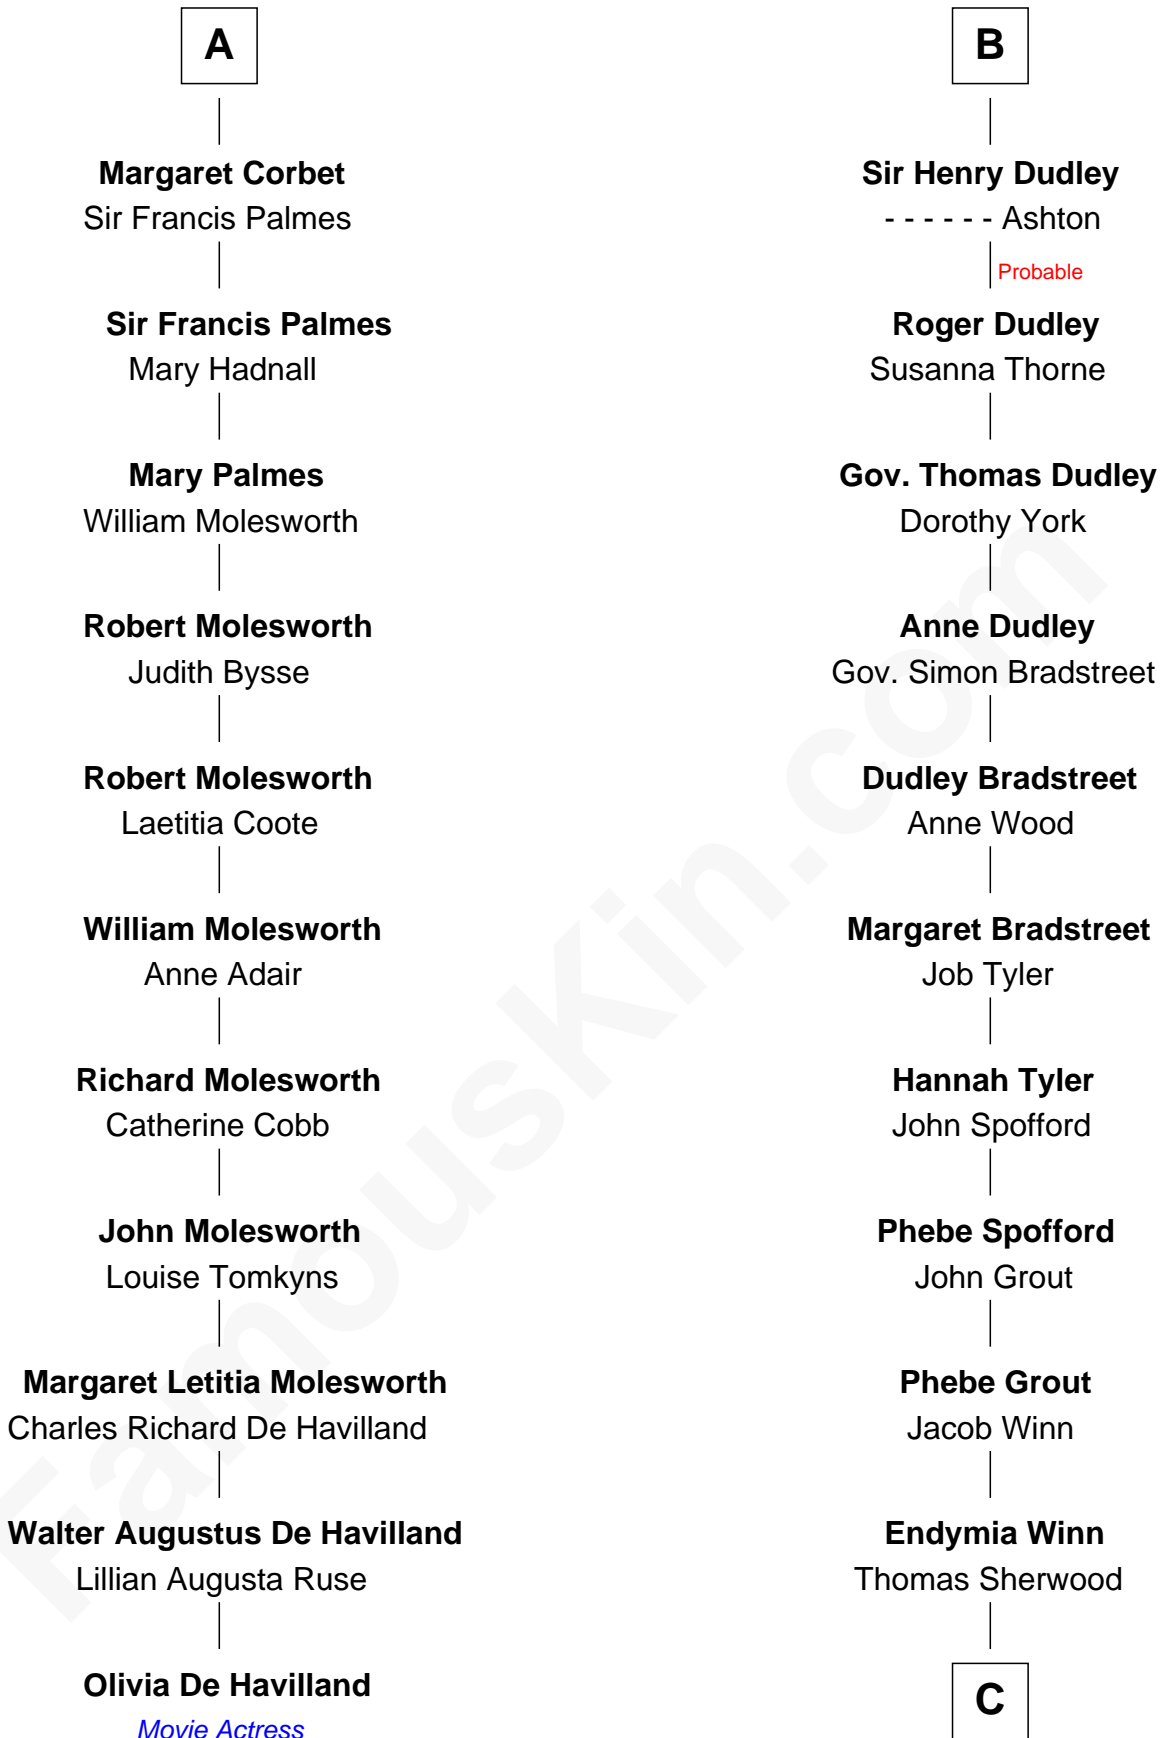 A
Margaret Corbet
Sir Francis Palmes
Sir Francis Palmes
Mary Hadnall
Mary Palmes
William Molesworth
Robert Molesworth
Judith Bysse
Robert Molesworth
Laetitia Coote
William Molesworth
Anne Adair
Richard Molesworth
Catherine Cobb
John Molesworth
Louise Tomkyns
Margaret Letitia Molesworth
Charles Richard De Havilland
Walter Augustus De Havilland
Lillian Augusta Ruse
Olivia De Havilland
Movie Actress
B
Sir Henry Dudley
- - - - - - Ashton
Probable
Roger Dudley
Susanna Thorne
Gov. Thomas Dudley
Dorothy York
Anne Dudley
Gov. Simon Bradstreet
Dudley Bradstreet
Anne Wood
Margaret Bradstreet
Job Tyler
Hannah Tyler
John Spofford
Phebe Spofford
John Grout
Phebe Grout
Jacob Winn
Endymia Winn
Thomas Sherwood
C
FamousKin.com